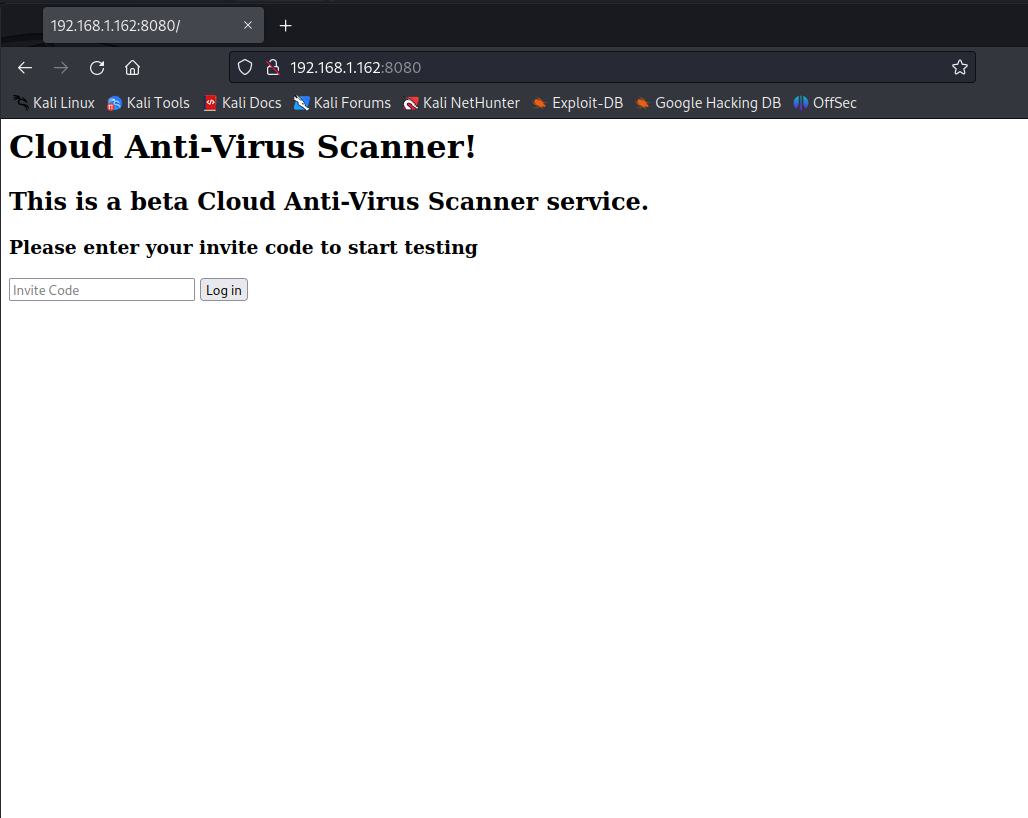 192.168.1.162:8080/
192.168.1.162:8080
Kali Linux Kali Tools Kali Docs Kali Forums Kali NetHunter Exploit-DB Google Hacking DB OffSec
Cloud Anti-Virus Scanner!
This is a beta Cloud Anti-Virus Scanner service.
Please enter your invite code to start testing
Invite Code Log in